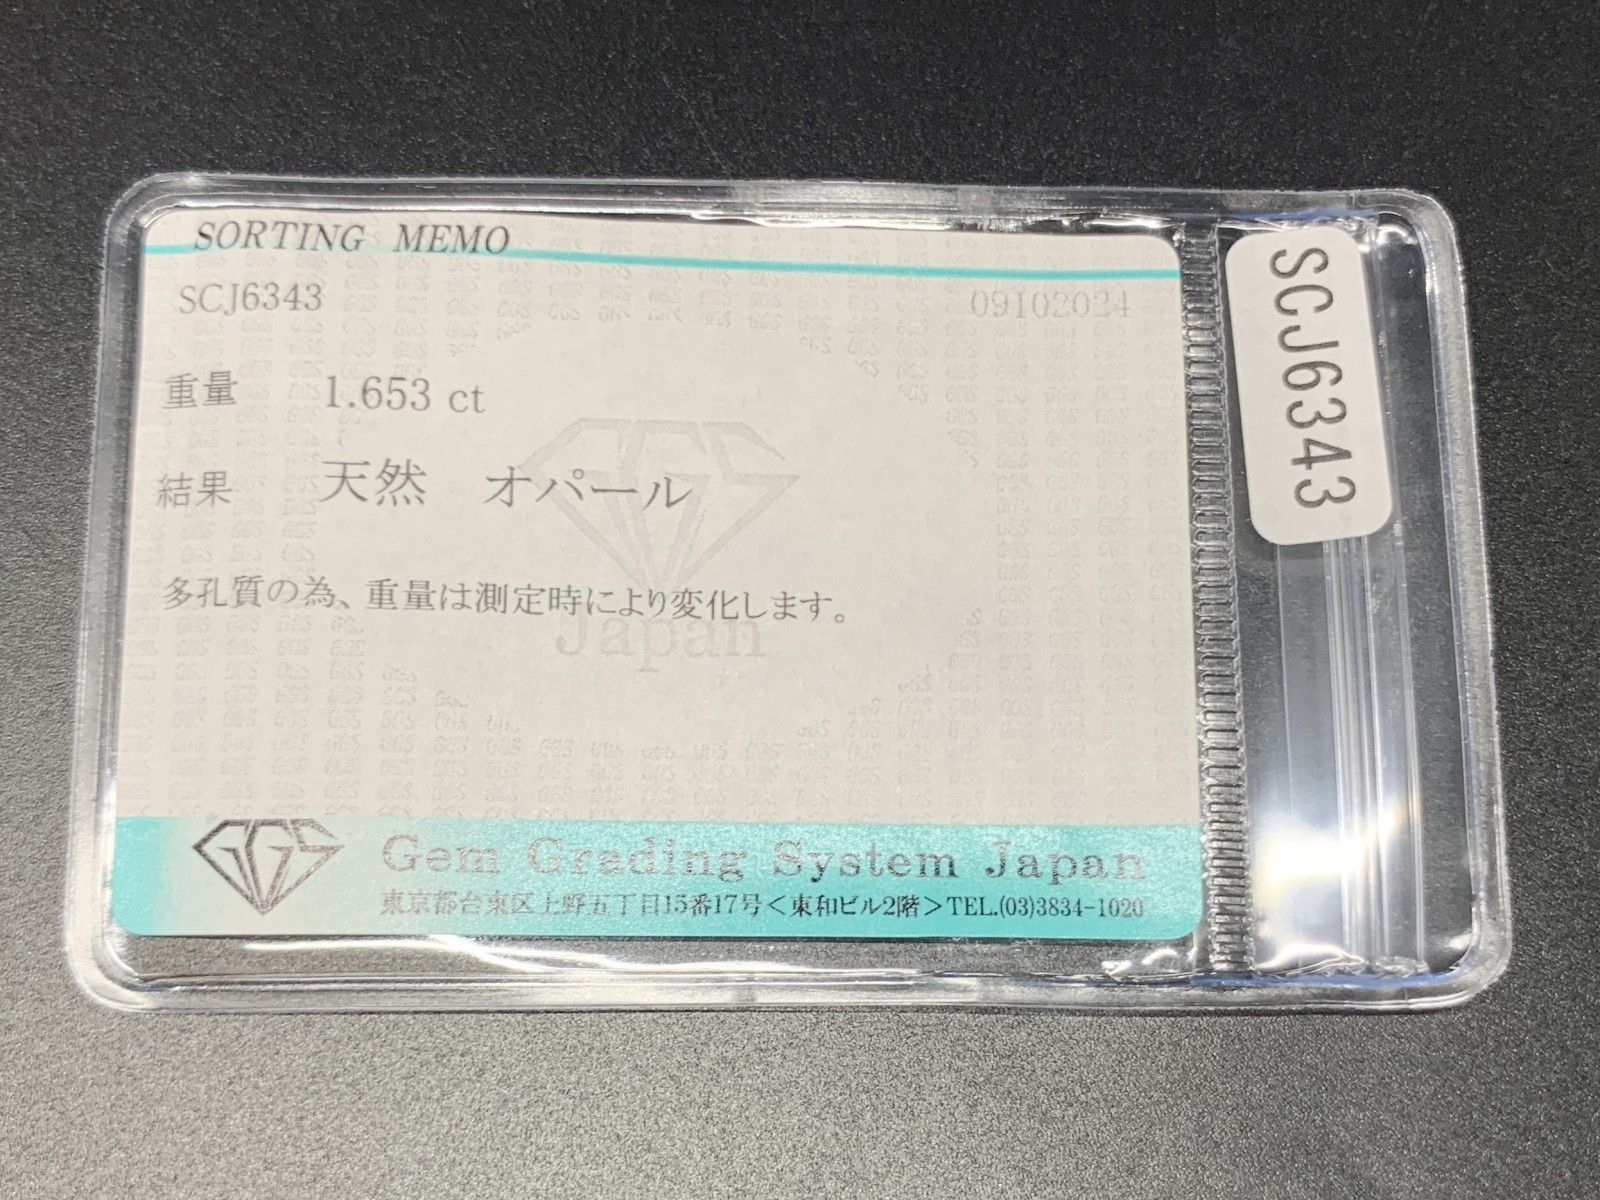 SORTING MEMO
SCJ6343 09102024
重量 1.653 ct
結果 天然 オパール
多孔質の為、重量は測定時により変化します。
Japan
GGS Gem Grading System Japan
東京都台東区上野五丁目15番17号＜東和ビル2階＞TEL.(03)3834-1020
SCJ6343